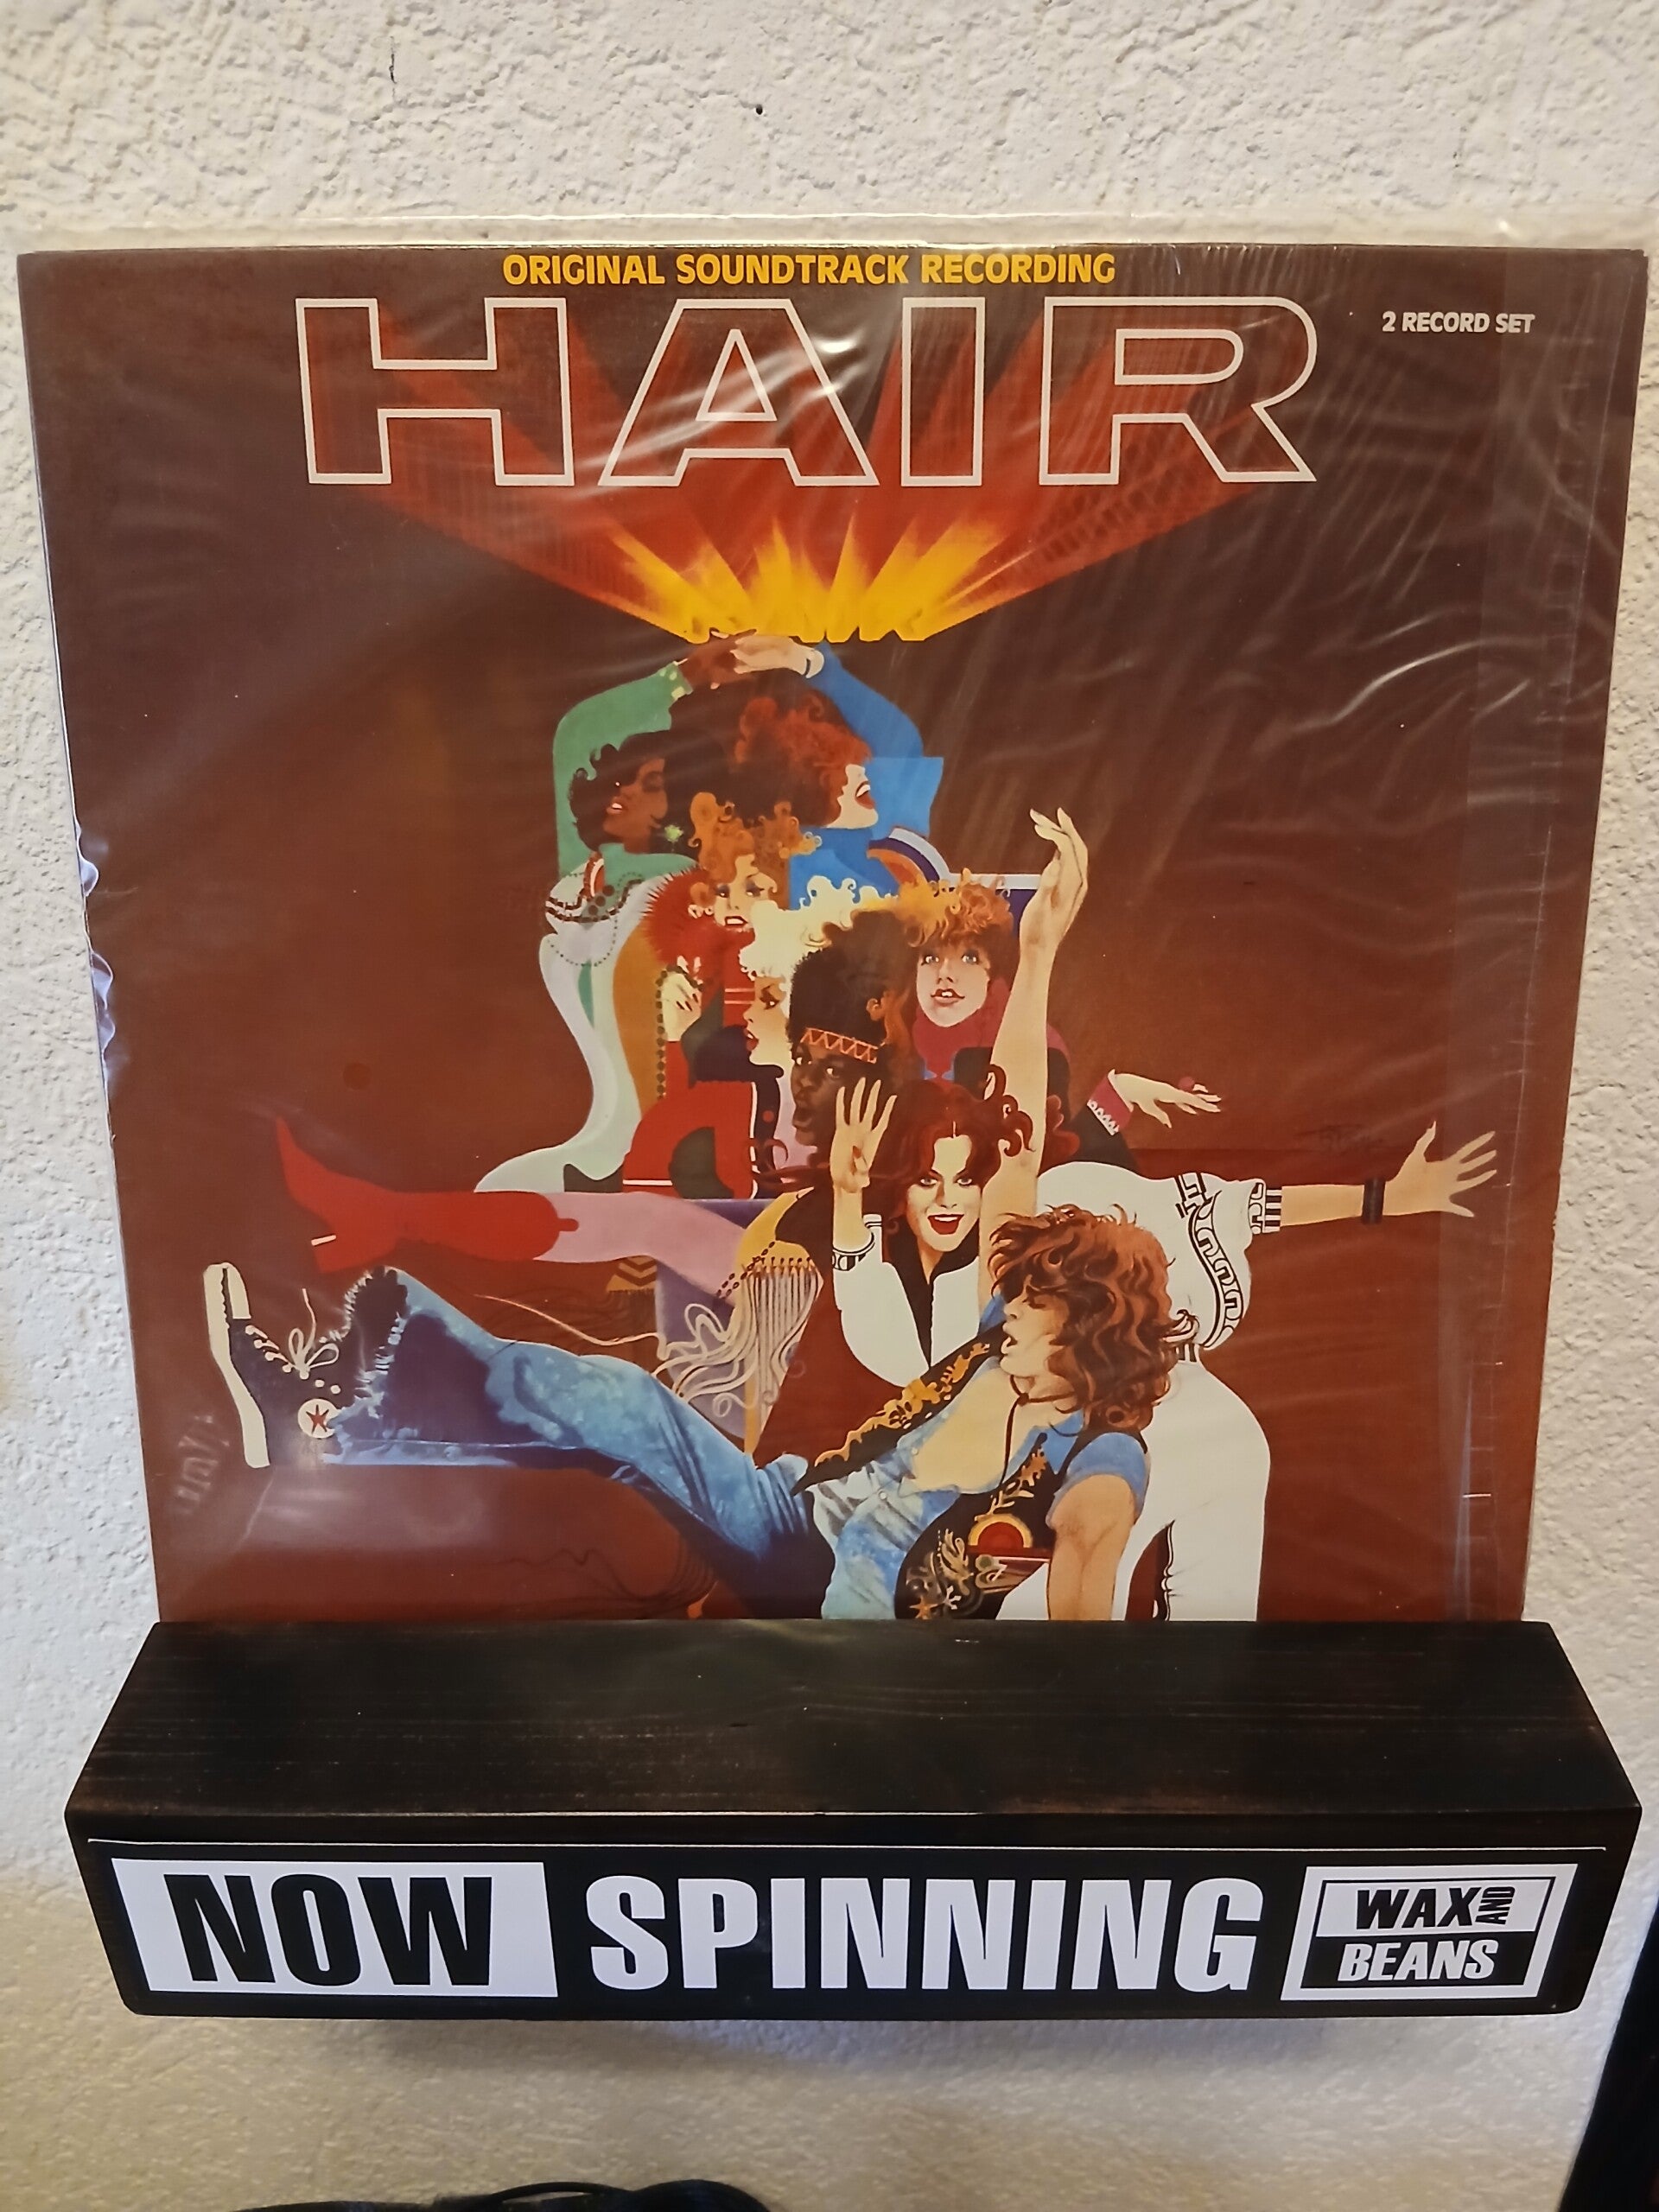 ORIGINAL SOUNDTRACK RECORDING
HAIR
2 RECORD SET
NOW SPINNING
WAX AND
BEANS